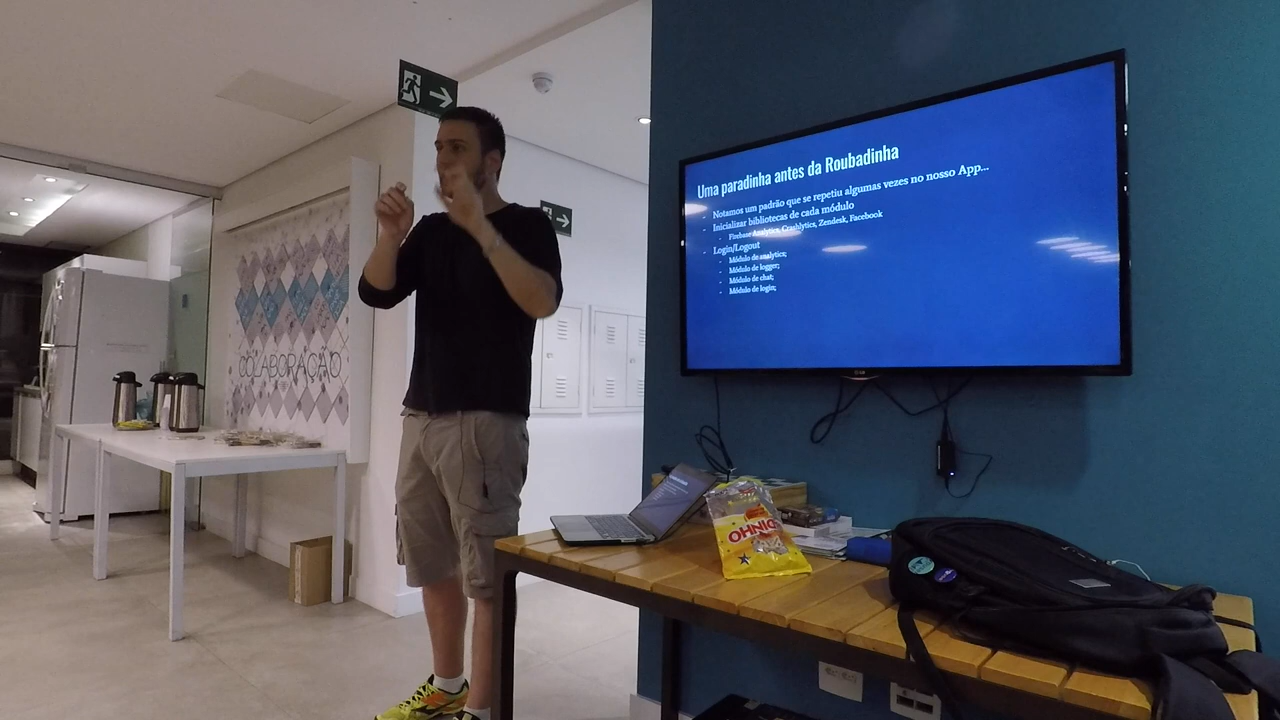 Uma paradinha antes da Roubadinha
- Notamos um padrão que se repetiu algumas vezes no nosso App...
- Inicializar bibliotecas de cada módulo
- Firebase Analytics, Crashlytics, Zendesk, Facebook
- Login/Logout
- Módulo de analytics;
- Módulo de logger;
- Módulo de chat;
- Módulo de login;
COLABORAÇÃO
LG